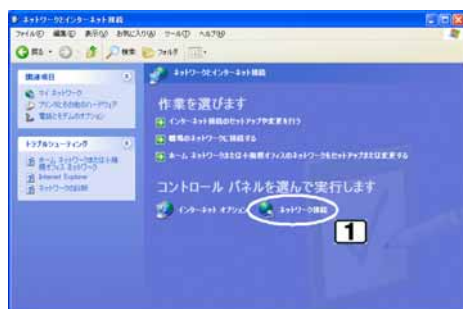 ネットワークとインターネット接続
ファイル(F) 編集(E) 表示(V) お気に入り(A) ツール(T) ヘルプ(H)
戻る 検索 フォルダ
関連項目
マイ ネットワーク
プリンタとその他のハードウェア
電話とモデムのオプション
トラブルシューティング
ホーム ネットワークまたは小規模オフィス ネットワーク
Internet Explorer
ネットワークの診断
ネットワークとインターネット接続
作業を選びます
インターネット接続のセットアップや変更を行う
職場のネットワークに接続する
ホーム ネットワークまたは小規模オフィスのネットワークをセットアップまたは変更する
コントロール パネルを選んで実行します
インターネット オプション ネットワーク接続
1